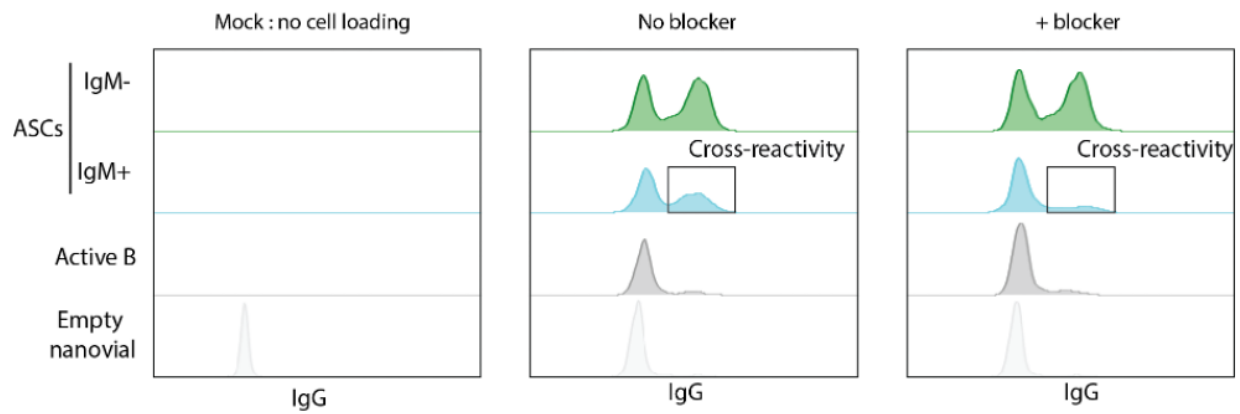 Mock : no cell loading
No blocker
+ blocker
ASCs
IgM-
IgM+
Cross-reactivity
Cross-reactivity
Active B
Empty
nanovial
IgG
IgG
IgG